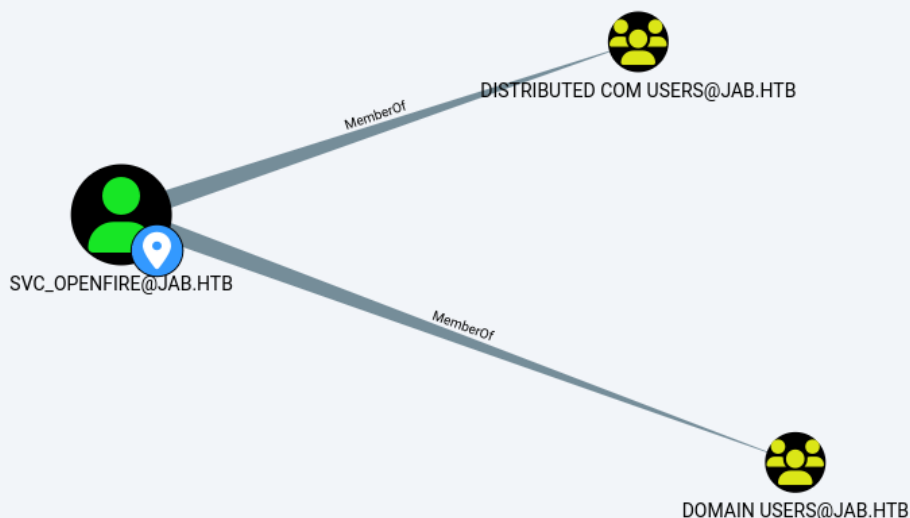 DISTRIBUTED COM USERS@JAB.HTB
MemberOf
SVC_OPENFIRE@JAB.HTB
MemberOf
DOMAIN USERS@JAB.HTB